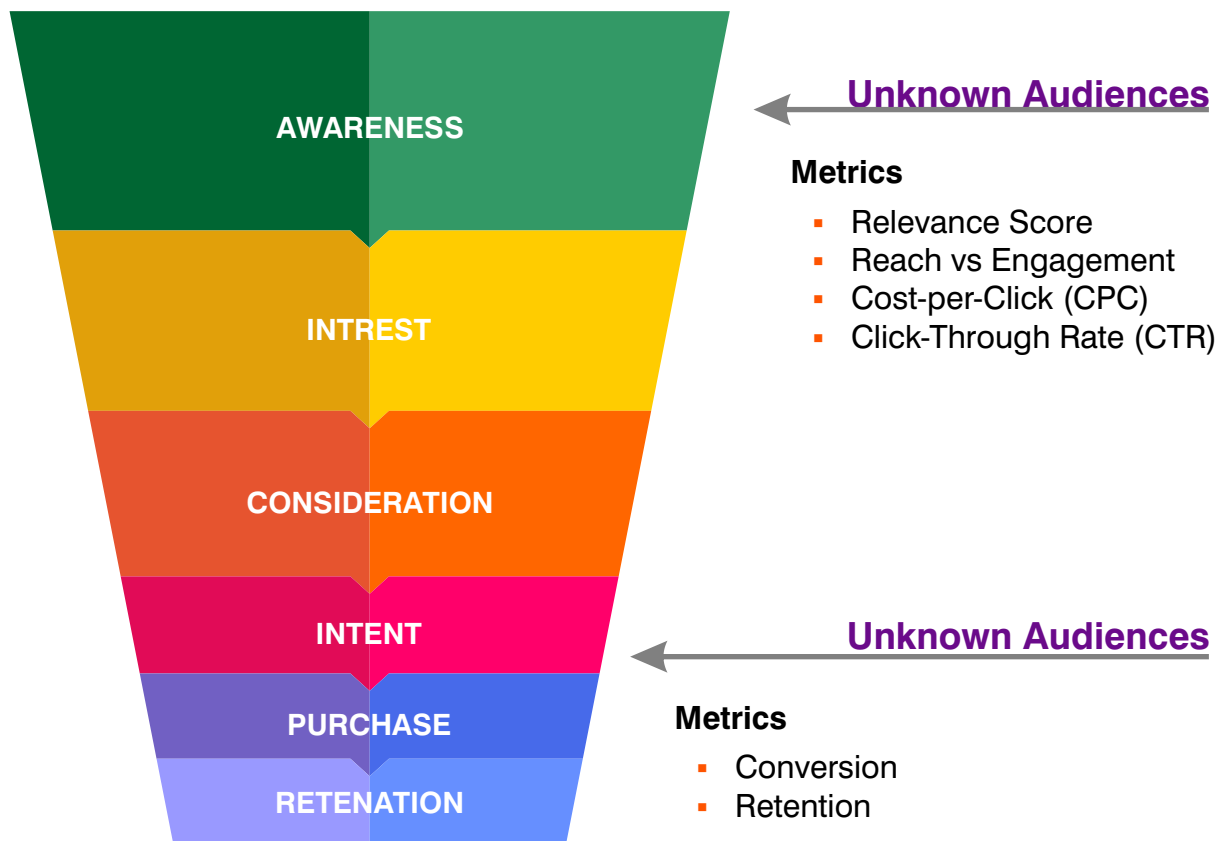 AWARENESS
INTREST
CONSIDERATION
INTENT
PURCHASE
RETENATION
Unknown Audiences
Metrics
▪ Relevance Score
▪ Reach vs Engagement
▪ Cost-per-Click (CPC)
▪ Click-Through Rate (CTR)
Unknown Audiences
Metrics
▪ Conversion
▪ Retention